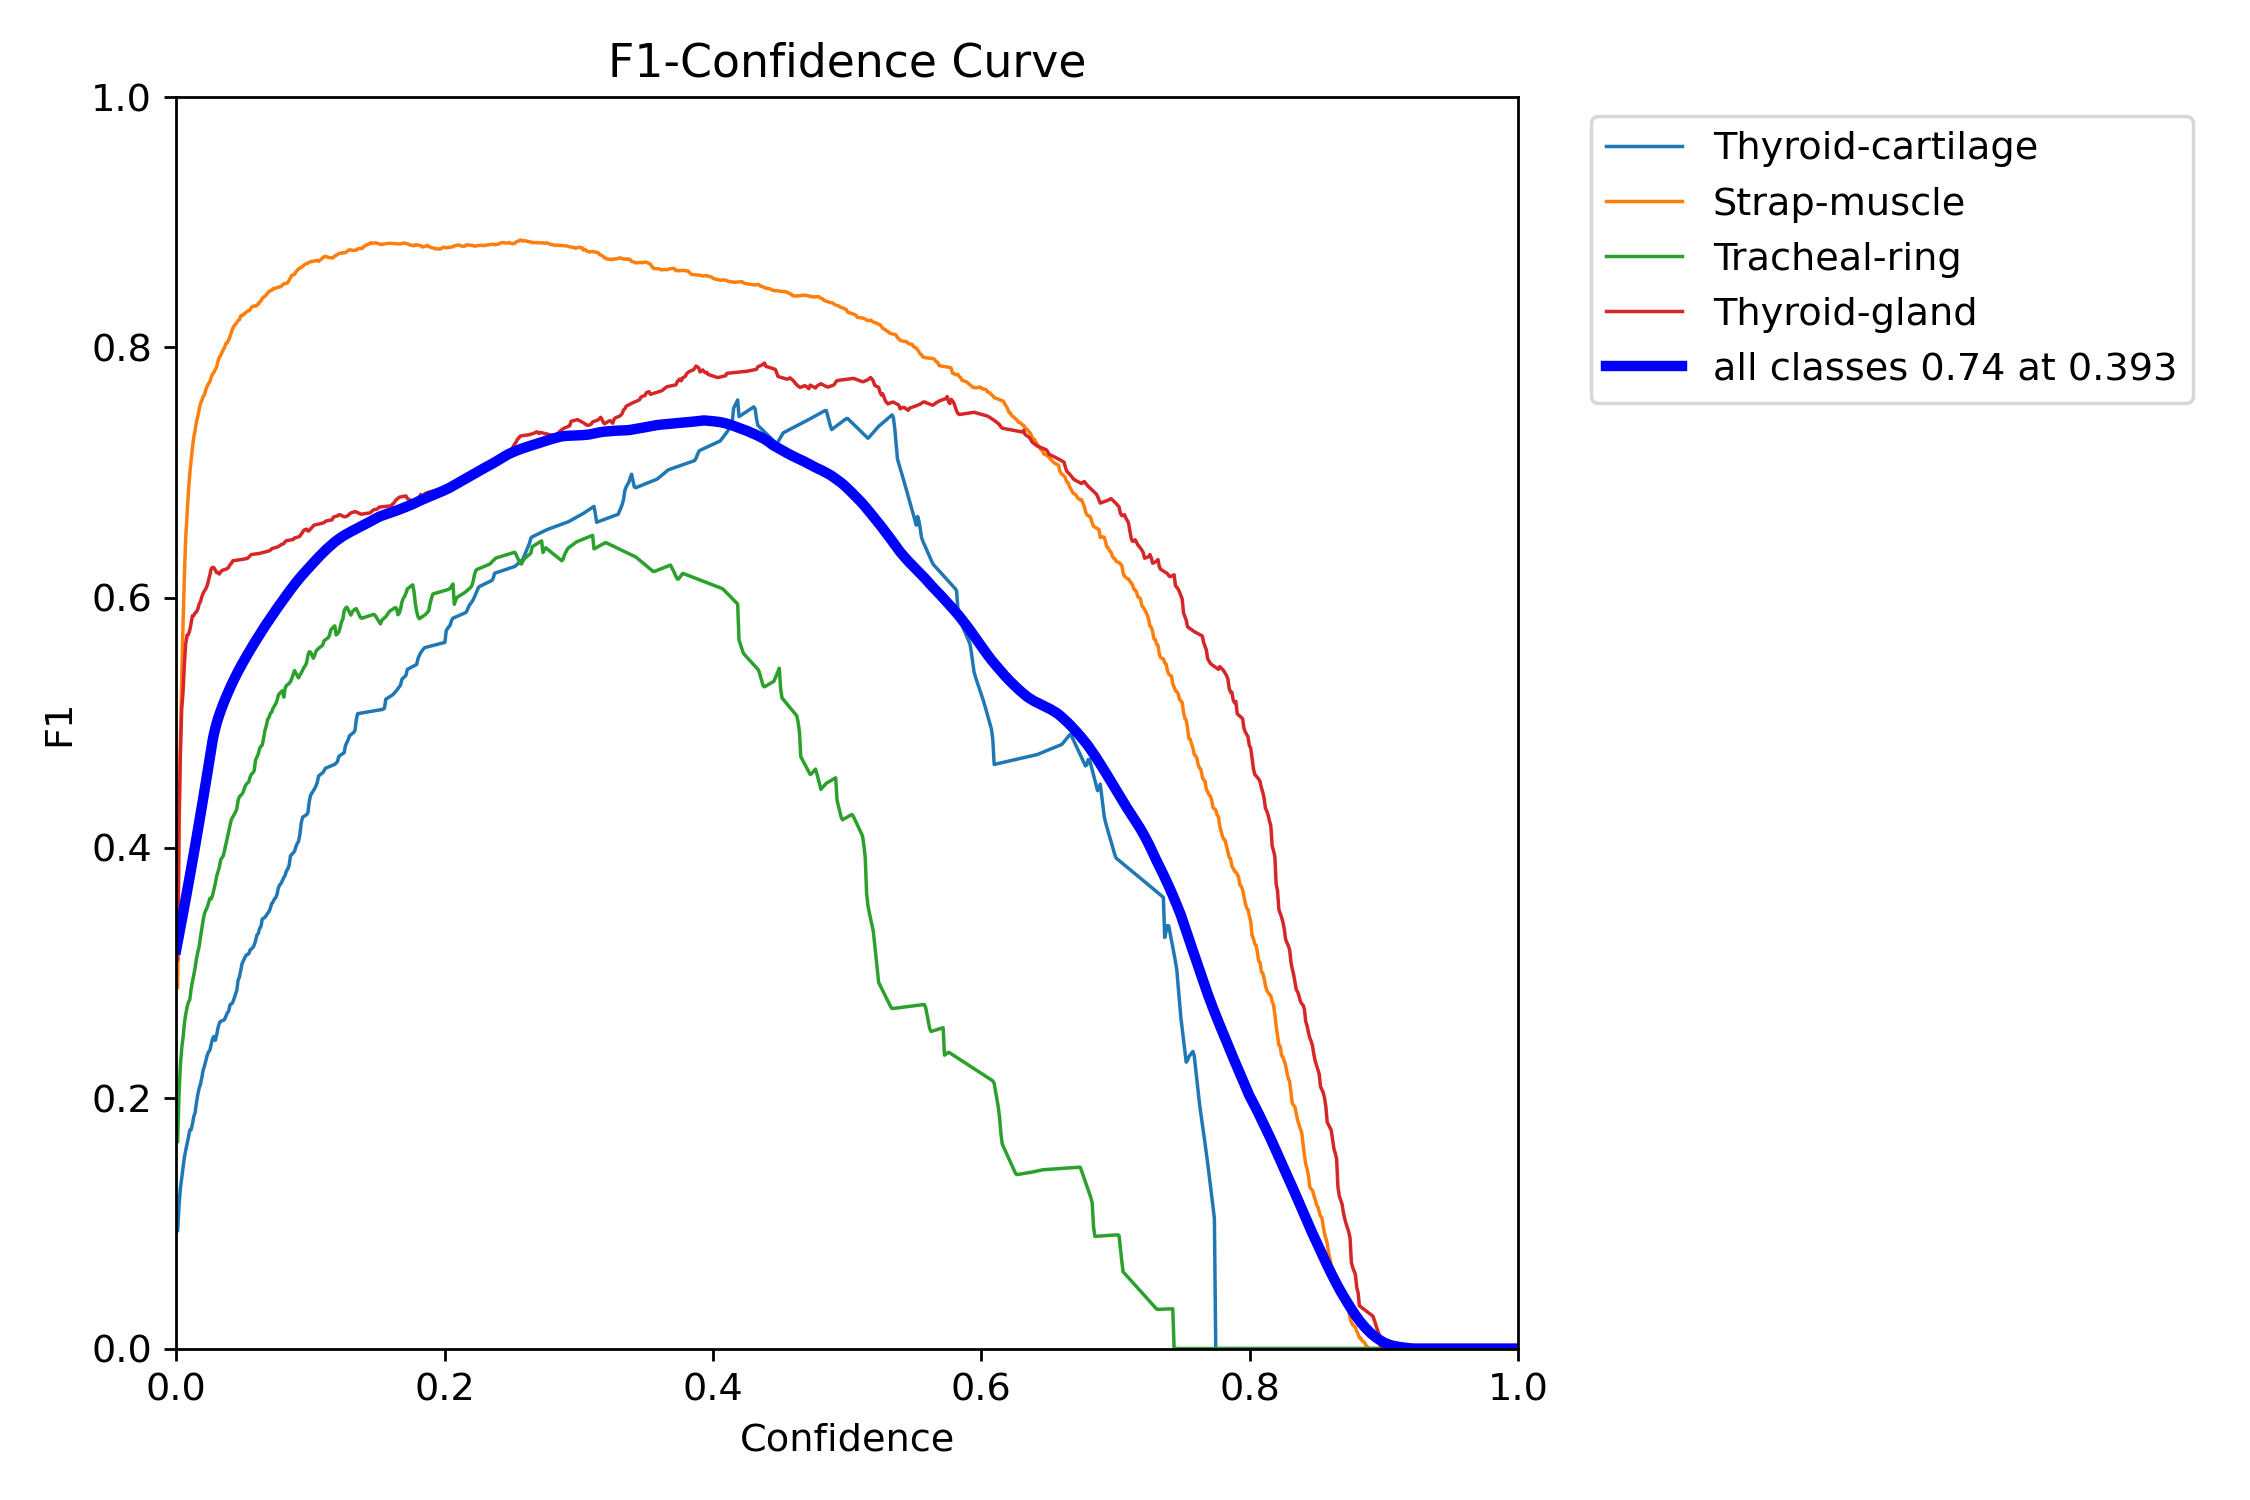 F1-Confidence Curve
1.0
0.8
0.6
0.4
0.2
0.0
F1
0.0 0.2 0.4 0.6 0.8 1.0
Confidence
Thyroid-cartilage
Strap-muscle
Tracheal-ring
Thyroid-gland
all classes 0.74 at 0.393